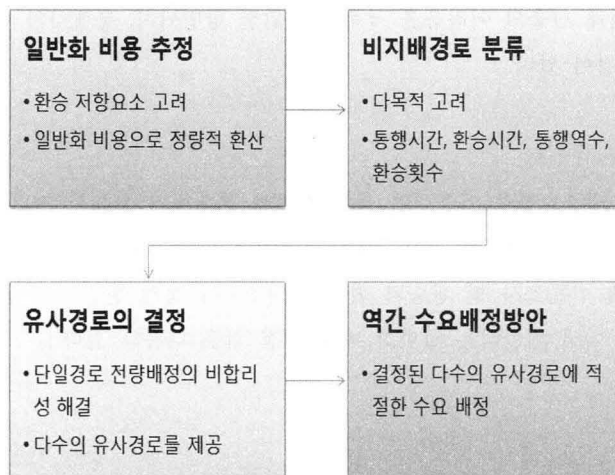 일반화 비용 추정
• 환승 저항요소 고려
• 일반화 비용으로 정량적 환산
비지배경로 분류
• 다목적 고려
• 통행시간, 환승시간, 통행역수,
환승횟수
유사경로의 결정
• 단일경로 전량배정의 비합리
성 해결
• 다수의 유사경로를 제공
역간 수요배정방안
• 결정된 다수의 유사경로에 적
절한 수요 배정